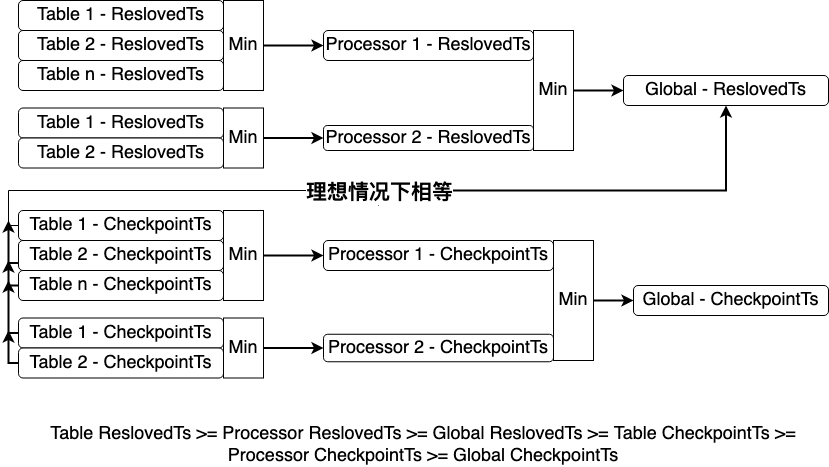 Table 1 - ReslovedTs
Table 2 - ReslovedTs
Table n - ReslovedTs
Min
Processor 1 - ReslovedTs
Table 1 - ReslovedTs
Table 2 - ReslovedTs
Min
Processor 2 - ReslovedTs
Min
Global - ReslovedTs
理想情况下相等
Table 1 - CheckpointTs
Table 2 - CheckpointTs
Table n - CheckpointTs
Min
Processor 1 - CheckpointTs
Table 1 - CheckpointTs
Table 2 - CheckpointTs
Min
Processor 2 - CheckpointTs
Min
Global - CheckpointTs
Table ReslovedTs >= Processor ReslovedTs >= Global ReslovedTs >= Table CheckpointTs >=
Processor CheckpointTs >= Global CheckpointTs